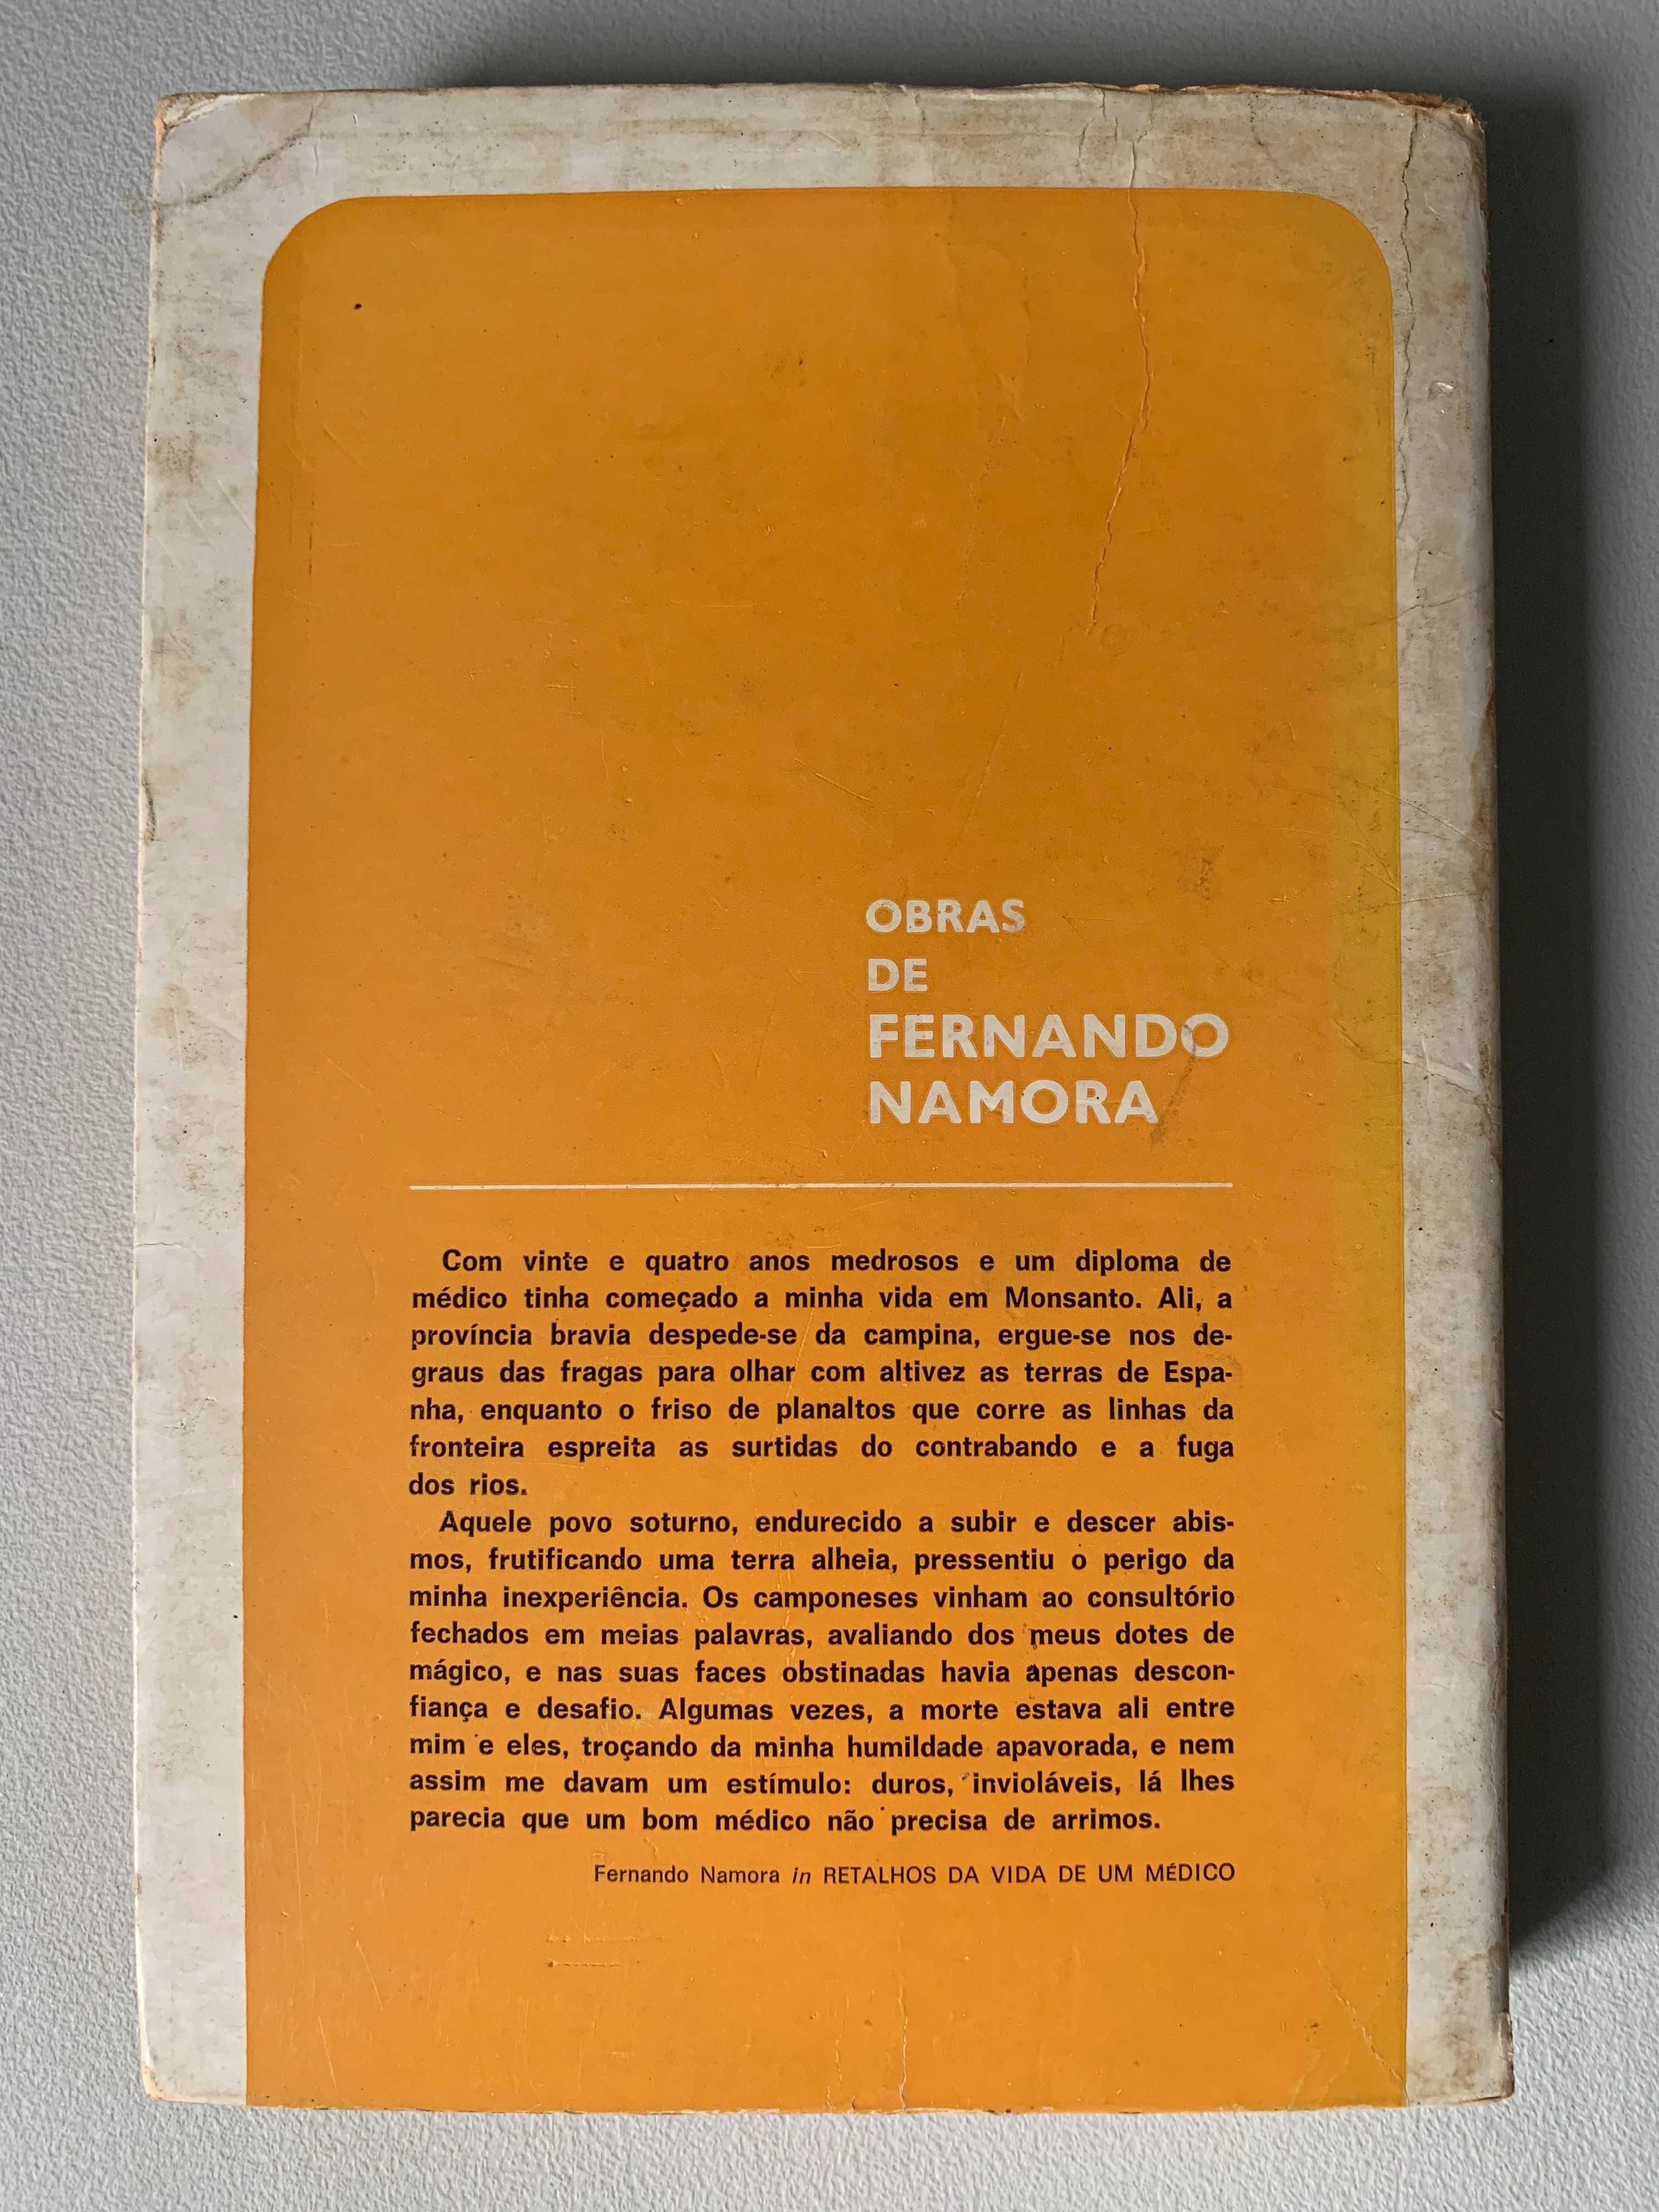 OBRAS
DE
FERNANDO
NAMORA
Com vinte e quatro anos medrosos e um diploma de
médico tinha começado a minha vida em Monsanto. Ali, a
província bravia despede-se da campina, ergue-se nos de-
graus das fragas para olhar com altivez as terras de Espa-
nha, enquanto o friso de planaltos que corre as linhas da
fronteira espreita as surtidas do contrabando e a fuga
dos rios.
Aquele povo soturno, endurecido a subir e descer abis-
mos, frutificando uma terra alheia, pressentiu o perigo da
minha inexperiência. Os camponeses vinham ao consultório
fechados em meias palavras, avaliando dos meus dotes de
mágico, e nas suas faces obstinadas havia apenas descon-
fiança e desafio. Algumas vezes, a morte estava ali entre
mim e eles, troçando da minha humildade apavorada, e nem
assim me davam um estímulo: duros, invioláveis, lá lhes
parecia que um bom médico não precisa de arrimos.
Fernando Namora in RETALHOS DA VIDA DE UM MÉDICO